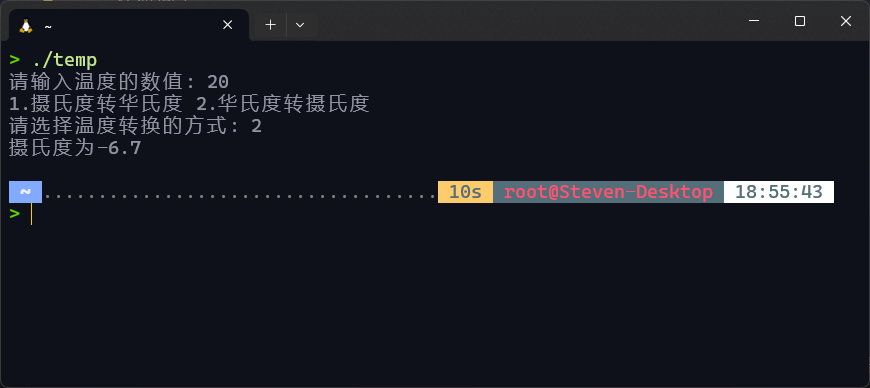 ~
> ./temp
请输入温度的数值: 20
1.摄氏度转华氏度 2.华氏度转摄氏度
请选择温度转换的方式: 2
摄氏度为-6.7
~ .................................... 10s root@Steven-Desktop 18:55:43
>